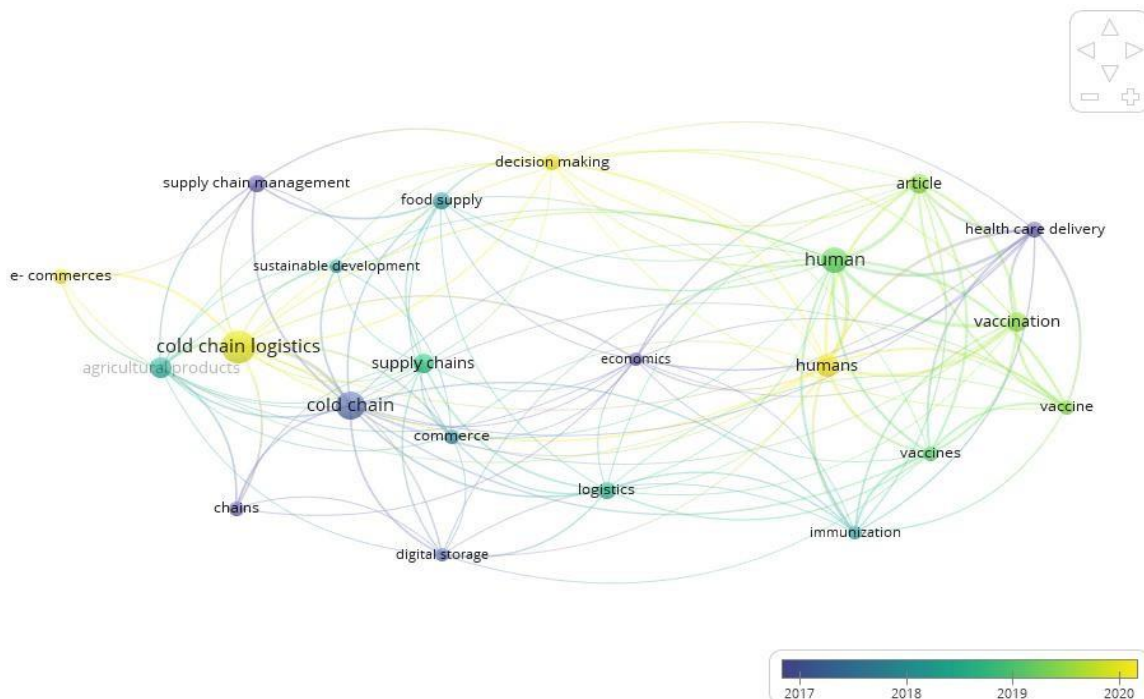 decision making
supply chain management
article
food supply
health care delivery
human
sustainable development
e- commerces
vaccination
cold chain logistics
economics
supply chains
humans
agricultural products
cold chain
vaccine
commerce
vaccines
logistics
chains
immunization
digital storage
2017
2018
2019
2020